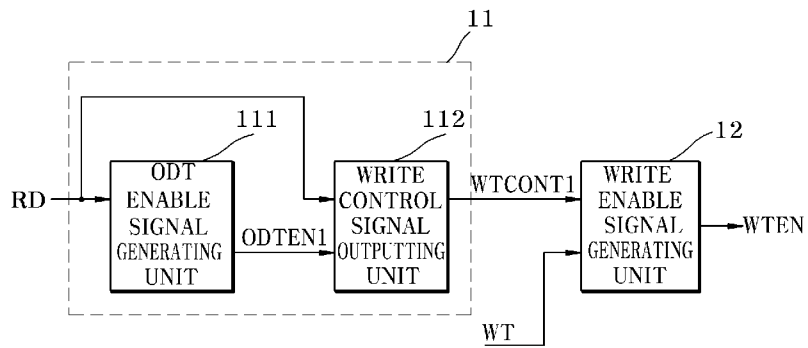 11
111
112
12
ODT
ENABLE
SIGNAL
GENERATING
UNIT
WRITE
CONTROL
SIGNAL
OUTPUTTING
UNIT
WRITE
ENABLE
SIGNAL
GENERATING
UNIT
RD
ODTEN1
WTCONT1
WTEN
WT